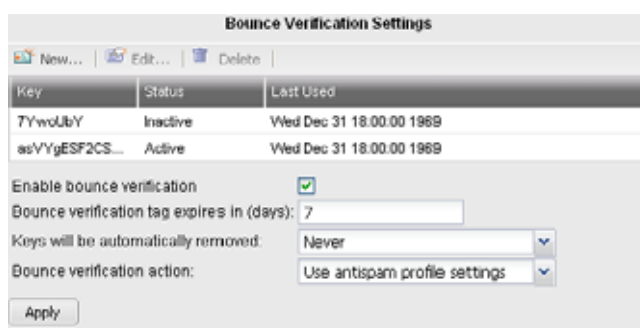 Bounce Verification Settings
New... Edit... Delete
Key Status Last Used
7YwoUbY Inactive Wed Dec 31 18:00:00 1969
asVYgESF2CS... Active Wed Dec 31 18:00:00 1969
Enable bounce verification
Bounce verification tag expires in (days): 7
Keys will be automatically removed: Never
Bounce verification action: Use antispam profile settings
Apply